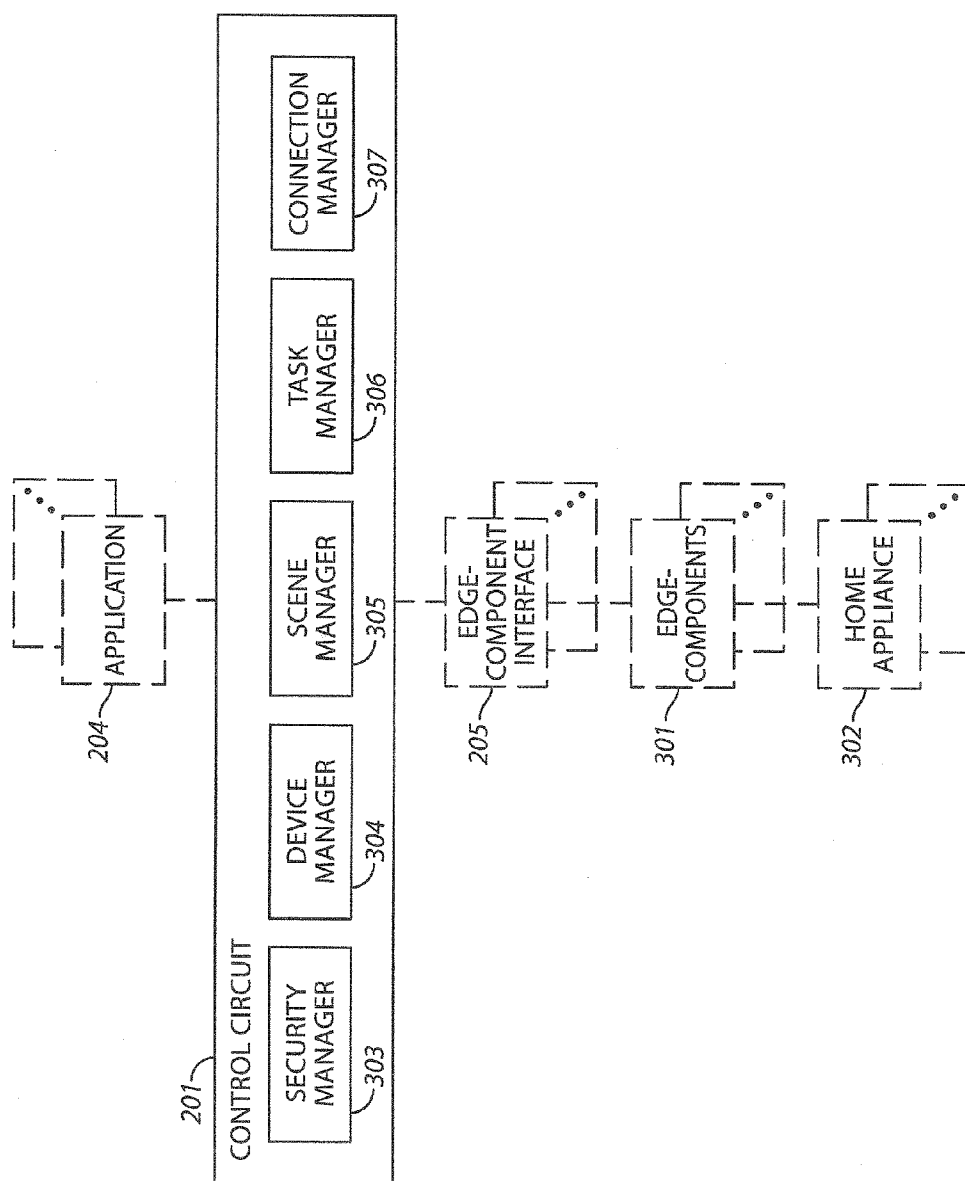 APPLICATION
204
201
CONTROL CIRCUIT
SECURITY
MANAGER
303
DEVICE
MANAGER
304
SCENE
MANAGER
305
TASK
MANAGER
306
CONNECTION
MANAGER
307
EDGE-
COMPONENT
INTERFACE
205
EDGE-
COMPONENTS
301
HOME
APPLIANCE
302